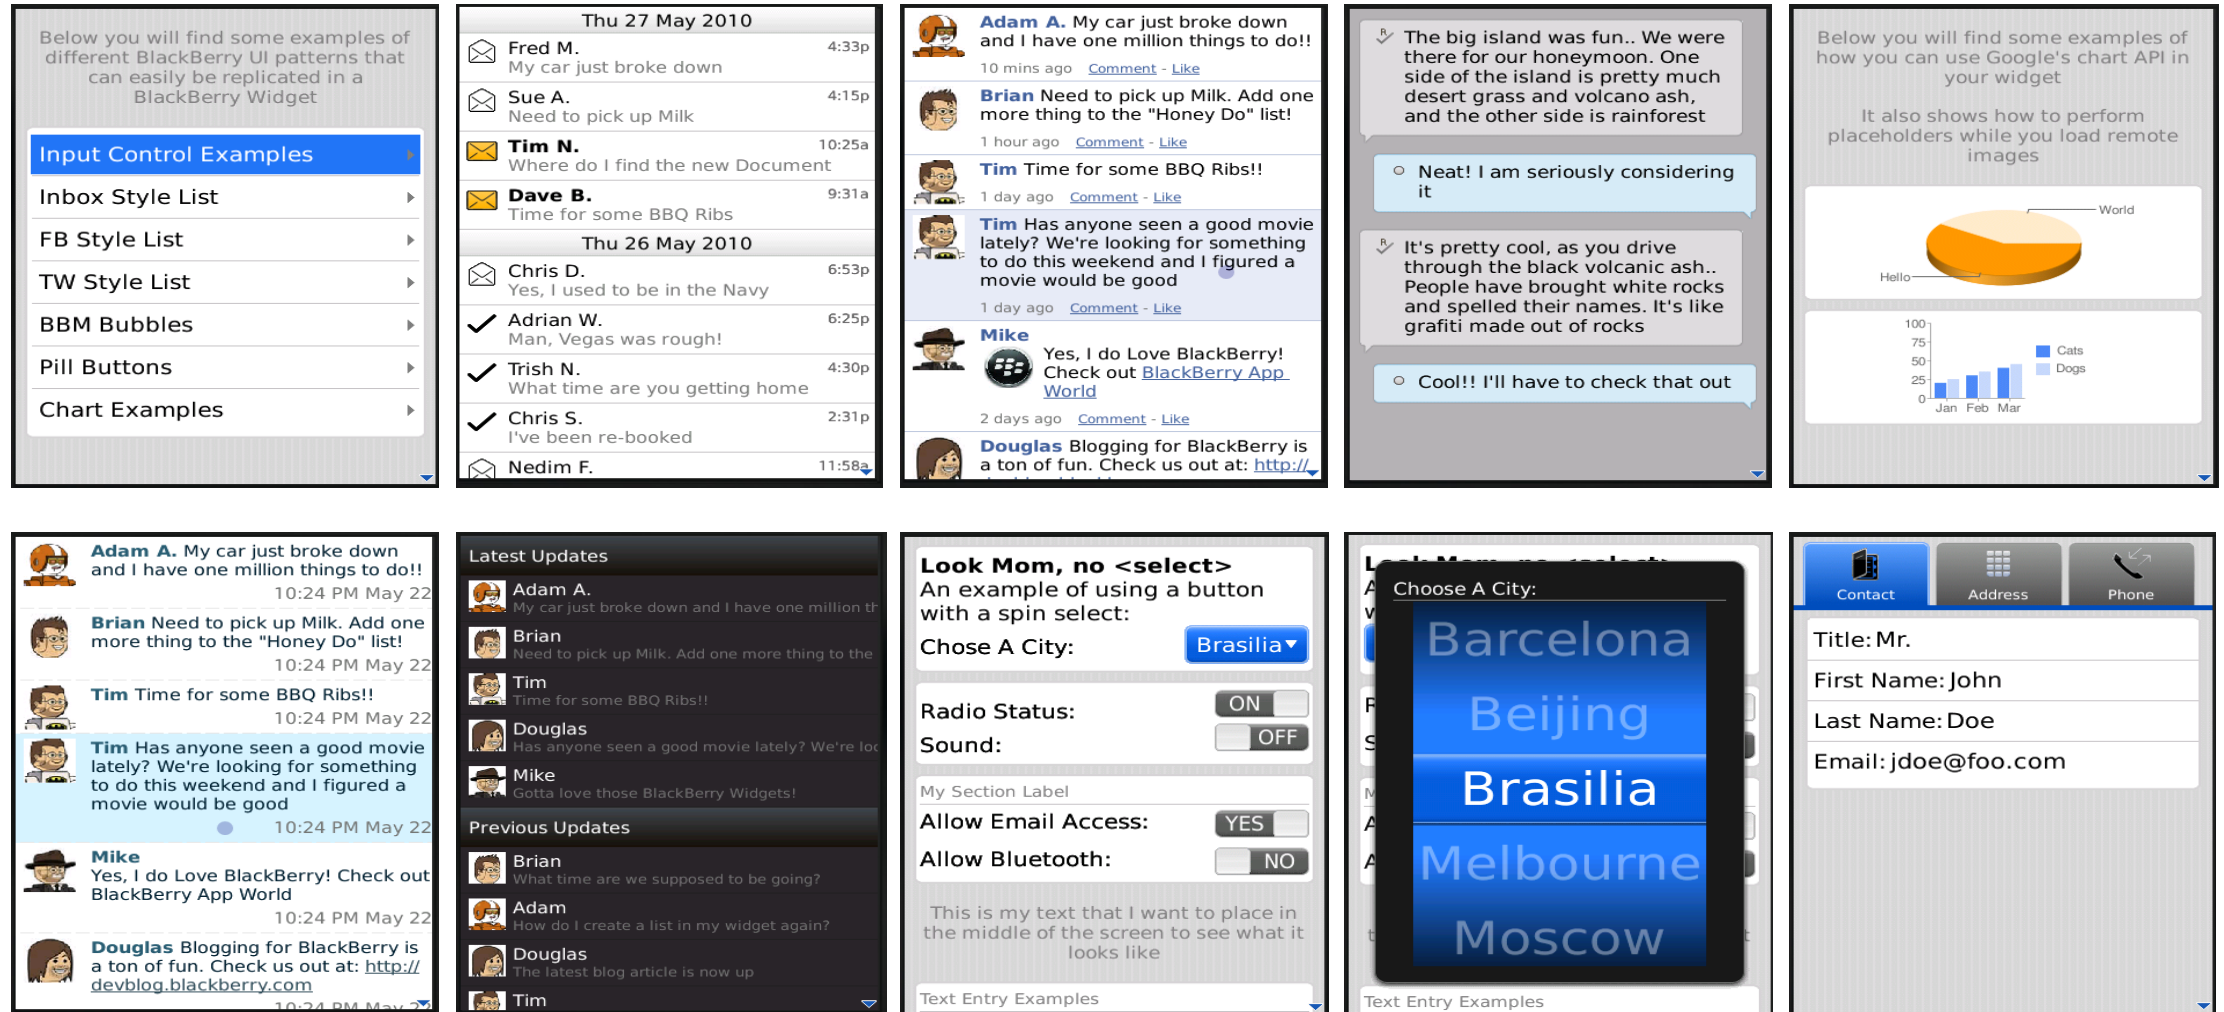 Below you will find some examples of
different BlackBerry UI patterns that
can easily be replicated in a
BlackBerry Widget
Input Control Examples
Inbox Style List
FB Style List
TW Style List
BBM Bubbles
Pill Buttons
Chart Examples
Thu 27 May 2010
Fred M. 4:33p
My car just broke down
Sue A. 4:15p
Need to pick up Milk
Tim N. 10:25a
Where do I find the new Document
Dave B. 9:31a
Time for some BBQ Ribs
Thu 26 May 2010
Chris D. 6:53p
Yes, I used to be in the Navy
Adrian W. 6:25p
Man, Vegas was rough!
Trish N. 4:30p
What time are you getting home
Chris S. 2:31p
I've been re-booked
Nedim F. 11:58a
Adam A. My car just broke down
and I have one million things to do!!
10 mins ago Comment - Like
Brian Need to pick up Milk. Add one
more thing to the "Honey Do" list!
1 hour ago Comment - Like
Tim Time for some BBQ Ribs!!
1 day ago Comment - Like
Tim Has anyone seen a good movie
lately? We're looking for something
to do this weekend and I figured a
movie would be good
1 day ago Comment - Like
Mike
Yes, I do Love BlackBerry!
Check out BlackBerry App
World
2 days ago Comment - Like
Douglas Blogging for BlackBerry is
a ton of fun. Check us out at: http://
The big island was fun.. We were
there for our honeymoon. One
side of the island is pretty much
desert grass and volcano ash,
and the other side is rainforest
Neat! I am seriously considering
it
It's pretty cool, as you drive
through the black volcanic ash..
People have brought white rocks
and spelled their names. It's like
grafiti made out of rocks
Cool!! I'll have to check that out
Below you will find some examples of
how you can use Google's chart API in
your widget
It also shows how to perform
placeholders while you load remote
images
World
Hello
100
75
50
25
0
Jan Feb Mar
Cats
Dogs
Adam A. My car just broke down
and I have one million things to do!!
10:24 PM May 22
Brian Need to pick up Milk. Add one
more thing to the "Honey Do" list!
10:24 PM May 22
Tim Time for some BBQ Ribs!!
10:24 PM May 22
Tim Has anyone seen a good movie
lately? We're looking for something
to do this weekend and I figured a
movie would be good
10:24 PM May 22
Mike
Yes, I do Love BlackBerry! Check out
BlackBerry App World
10:24 PM May 22
Douglas Blogging for BlackBerry is
a ton of fun. Check us out at: http://
devblog.blackberry.com
10:24 PM May 22
Latest Updates
Adam A.
My car just broke down and I have one million th
Brian
Need to pick up Milk. Add one more thing to the
Tim
Time for some BBQ Ribs!!
Douglas
Has anyone seen a good movie lately? We're loo
Mike
Gotta love those BlackBerry Widgets!
Previous Updates
Brian
What time are we supposed to be going?
Adam
How do I create a list in my widget again?
Douglas
The latest blog article is now up
Tim
Look Mom, no <select>
An example of using a button
with a spin select:
Chose A City: Brasilia
Radio Status: ON
Sound: OFF
My Section Label
Allow Email Access: YES
Allow Bluetooth: NO
This is my text that I want to place in
the middle of the screen to see what it
looks like
Text Entry Examples
Choose A City:
Barcelona
Beijing
Brasilia
Melbourne
Moscow
Text Entry Examples
Contact Address Phone
Title: Mr.
First Name: John
Last Name: Doe
Email: jdoe@foo.com